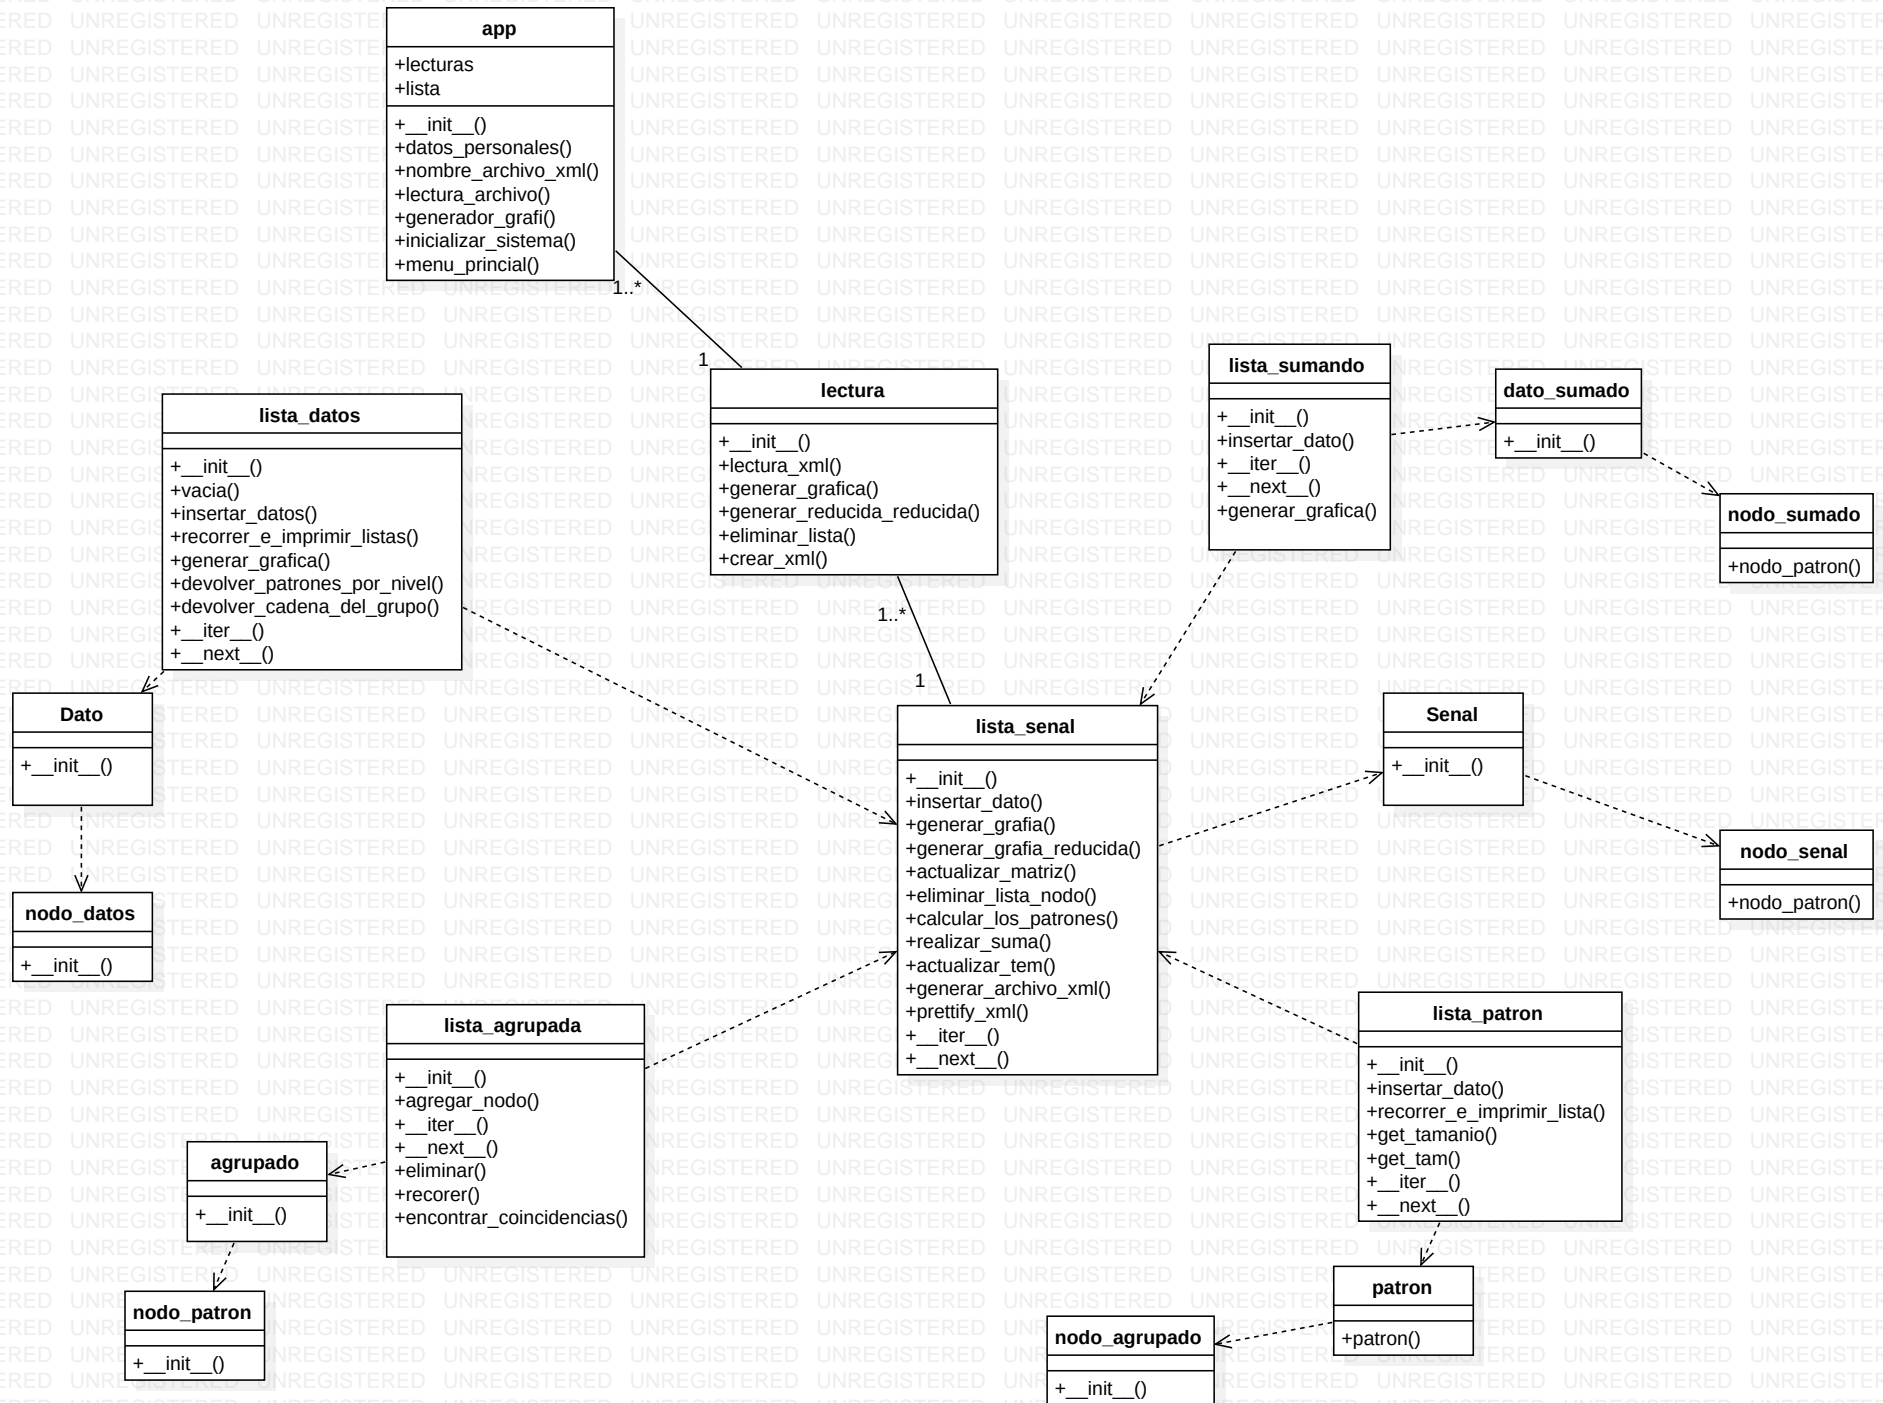 app
+lecturas
+lista
+__init__()
+datos_personales()
+nombre_archivo_xml()
+lectura_archivo()
+generador_grafi()
+inicializar_sistema()
+menu_princial()
1..*
1
lectura
+__init__()
+lectura_xml()
+generar_grafica()
+generar_reducida_reducida()
+eliminar_lista()
+crear_xml()
1..*
1
lista_sumando
+__init__()
+insertar_dato()
+__iter__()
+__next__()
+generar_grafica()
dato_sumado
+__init__()
nodo_sumado
+nodo_patron()
lista_datos
+__init__()
+vacia()
+insertar_datos()
+recorrer_e_imprimir_listas()
+generar_grafica()
+devolver_patrones_por_nivel()
+devolver_cadena_del_grupo()
+__iter__()
+__next__()
Dato
+__init__()
nodo_datos
+__init__()
lista_senal
+__init__()
+insertar_dato()
+generar_grafia()
+generar_grafia_reducida()
+actualizar_matriz()
+eliminar_lista_nodo()
+calcular_los_patrones()
+realizar_suma()
+actualizar_tem()
+generar_archivo_xml()
+prettify_xml()
+__iter__()
+__next__()
Senal
+__init__()
nodo_senal
+nodo_patron()
lista_agrupada
+__init__()
+agregar_nodo()
+__iter__()
+__next__()
+eliminar()
+recorer()
+encontrar_coincidencias()
agrupado
+__init__()
nodo_patron
+__init__()
lista_patron
+__init__()
+insertar_dato()
+recorrer_e_imprimir_lista()
+get_tamanio()
+get_tam()
+__iter__()
+__next__()
patron
+patron()
nodo_agrupado
+__init__()
UNREGISTERED